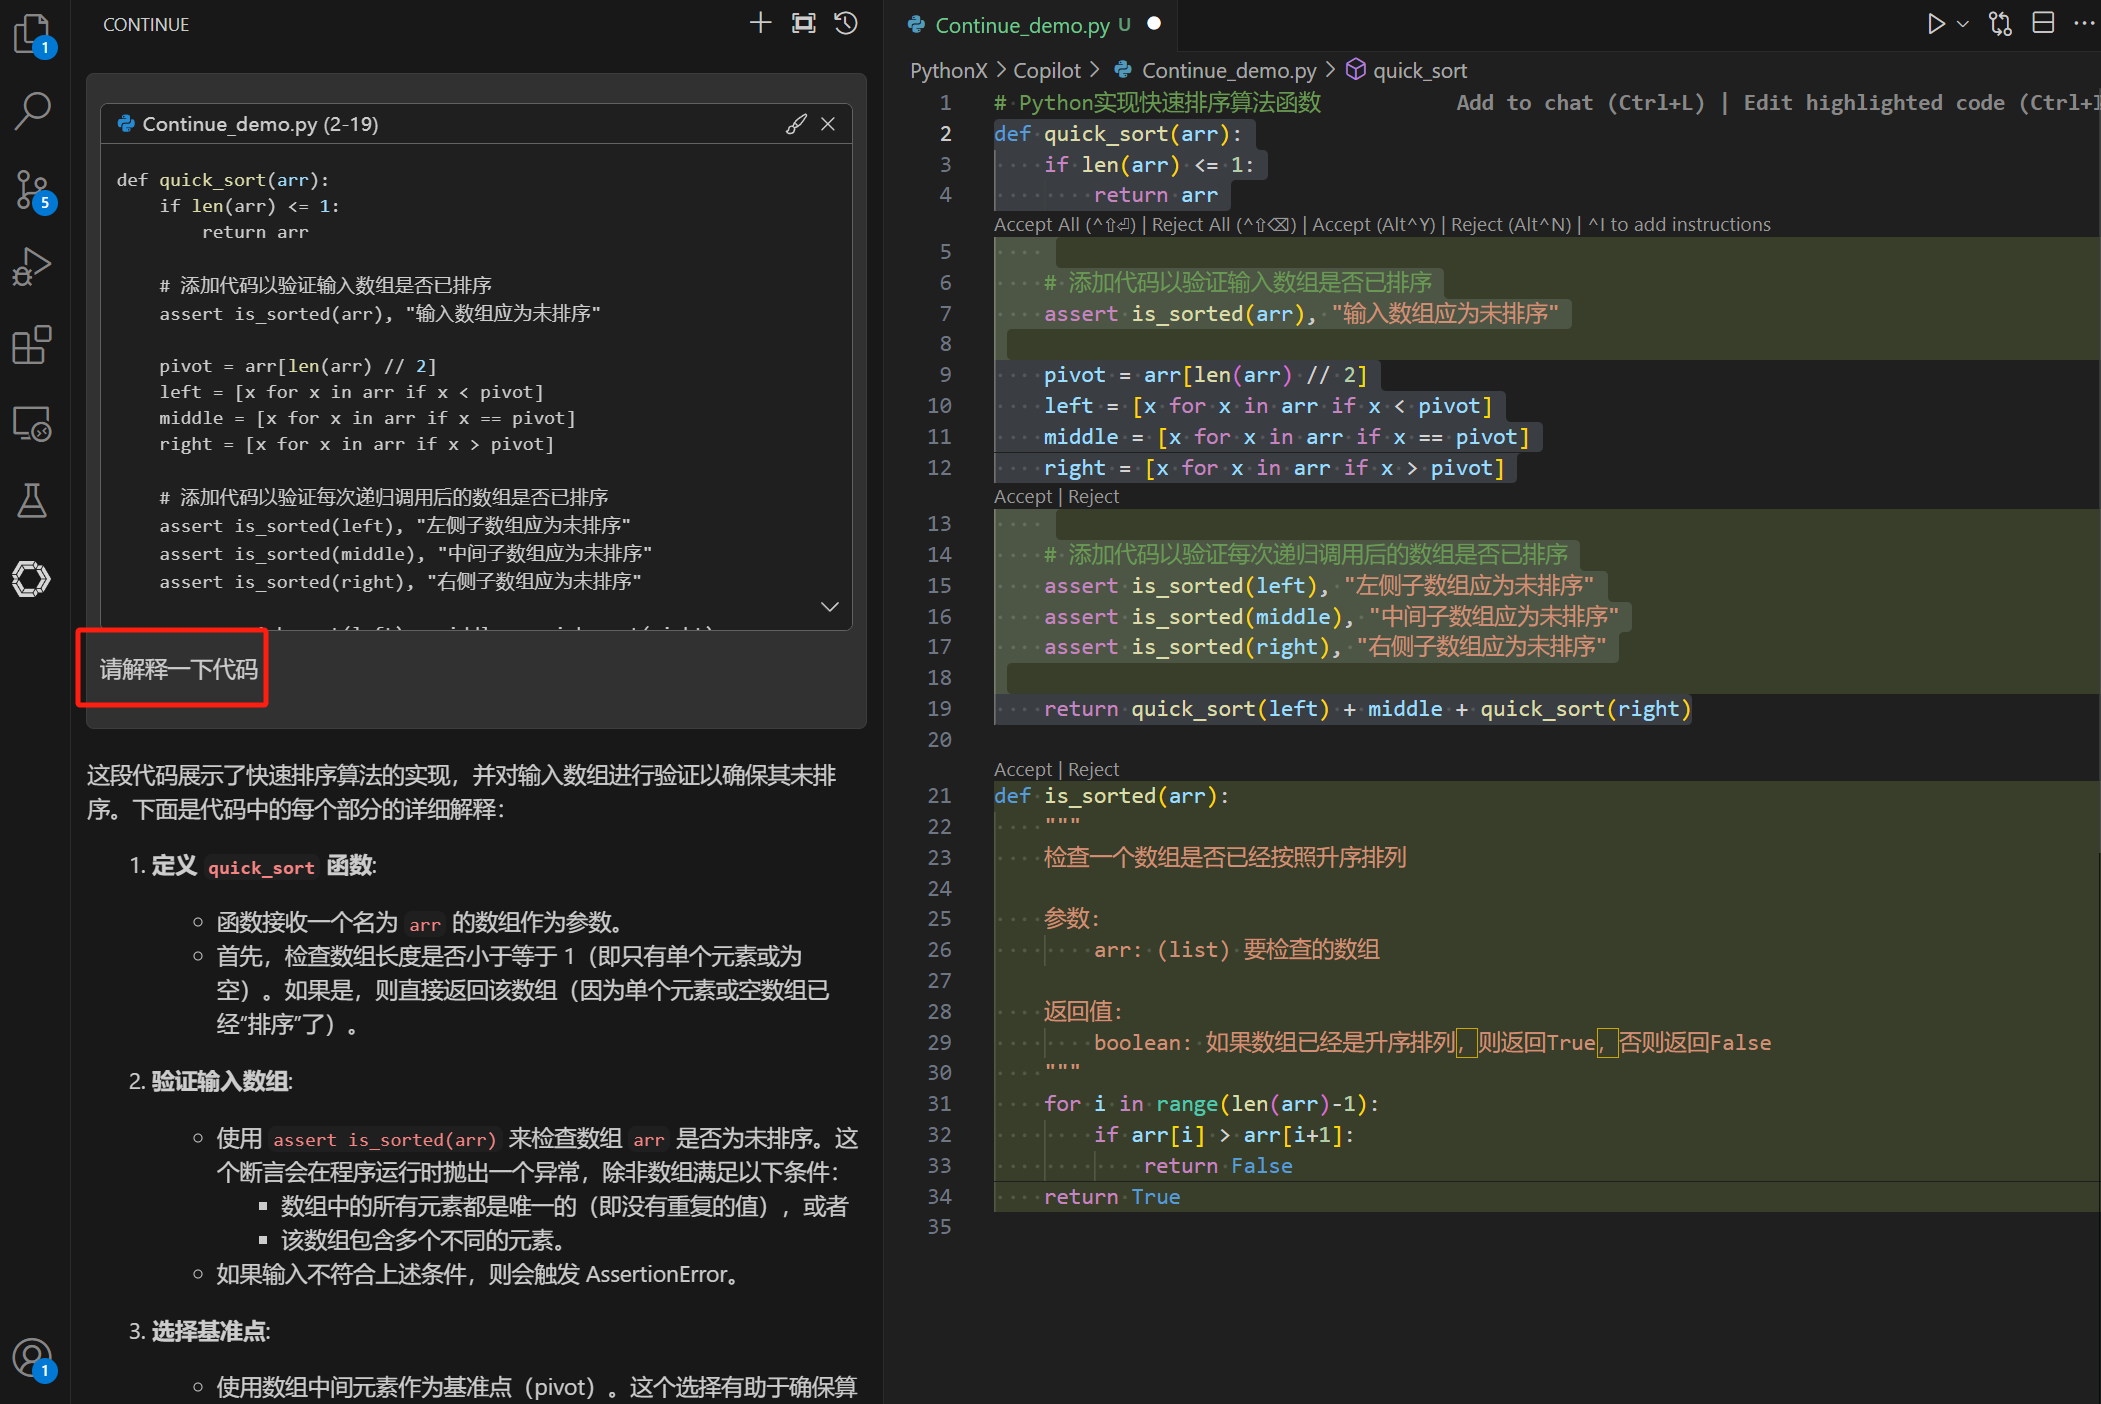 CONTINUE
Continue_demo.py (2-19)
def quick_sort(arr):
    if len(arr) <= 1:
        return arr
    # 添加代码以验证输入数组是否已排序
    assert is_sorted(arr), "输入数组应为未排序"
    pivot = arr[len(arr) // 2]
    left = [x for x in arr if x < pivot]
    middle = [x for x in arr if x == pivot]
    right = [x for x in arr if x > pivot]
    # 添加代码以验证每次递归调用后的数组是否已排序
    assert is_sorted(left), "左侧子数组应为未排序"
    assert is_sorted(middle), "中间子数组应为未排序"
    assert is_sorted(right), "右侧子数组应为未排序"
请解释一下代码
这段代码展示了快速排序算法的实现，并对输入数组进行验证以确保其未排
序。下面是代码中的每个部分的详细解释：
1. 定义 quick_sort 函数:
函数接收一个名为 arr 的数组作为参数。
首先，检查数组长度是否小于等于 1（即只有单个元素或为
空）。如果是，则直接返回该数组（因为单个元素或空数组已
经“排序”了）。
2. 验证输入数组:
使用 assert is_sorted(arr) 来检查数组 arr 是否为未排序。这
个断言会在程序运行时抛出一个异常，除非数组满足以下条件：
数组中的所有元素都是唯一的（即没有重复的值），或者
该数组包含多个不同的元素。
如果输入不符合上述条件，则会触发 AssertionError。
3. 选择基准点:
使用数组中间元素作为基准点（pivot）。这个选择有助于确保算
1
5
1
Continue_demo.py U
PythonX > Copilot > Continue_demo.py > quick_sort
1 # Python实现快速排序算法函数 Add to chat (Ctrl+L) | Edit highlighted code (Ctrl+I
2 def quick_sort(arr):
3     if len(arr) <= 1:
4         return arr
Accept All (^⇧⏎) | Reject All (^⇧⌫) | Accept (Alt^Y) | Reject (Alt^N) | ^I to add instructions
5
6     # 添加代码以验证输入数组是否已排序
7     assert is_sorted(arr), "输入数组应为未排序"
8
9     pivot = arr[len(arr) // 2]
10     left = [x for x in arr if x < pivot]
11     middle = [x for x in arr if x == pivot]
12     right = [x for x in arr if x > pivot]
Accept | Reject
13
14     # 添加代码以验证每次递归调用后的数组是否已排序
15     assert is_sorted(left), "左侧子数组应为未排序"
16     assert is_sorted(middle), "中间子数组应为未排序"
17     assert is_sorted(right), "右侧子数组应为未排序"
18
19     return quick_sort(left) + middle + quick_sort(right)
20
Accept | Reject
21 def is_sorted(arr):
22     """
23     检查一个数组是否已经按照升序排列
24
25     参数:
26         arr: (list) 要检查的数组
27
28     返回值:
29         boolean: 如果数组已经是升序排列，则返回True，否则返回False
30     """
31     for i in range(len(arr)-1):
32         if arr[i] > arr[i+1]:
33             return False
34     return True
35